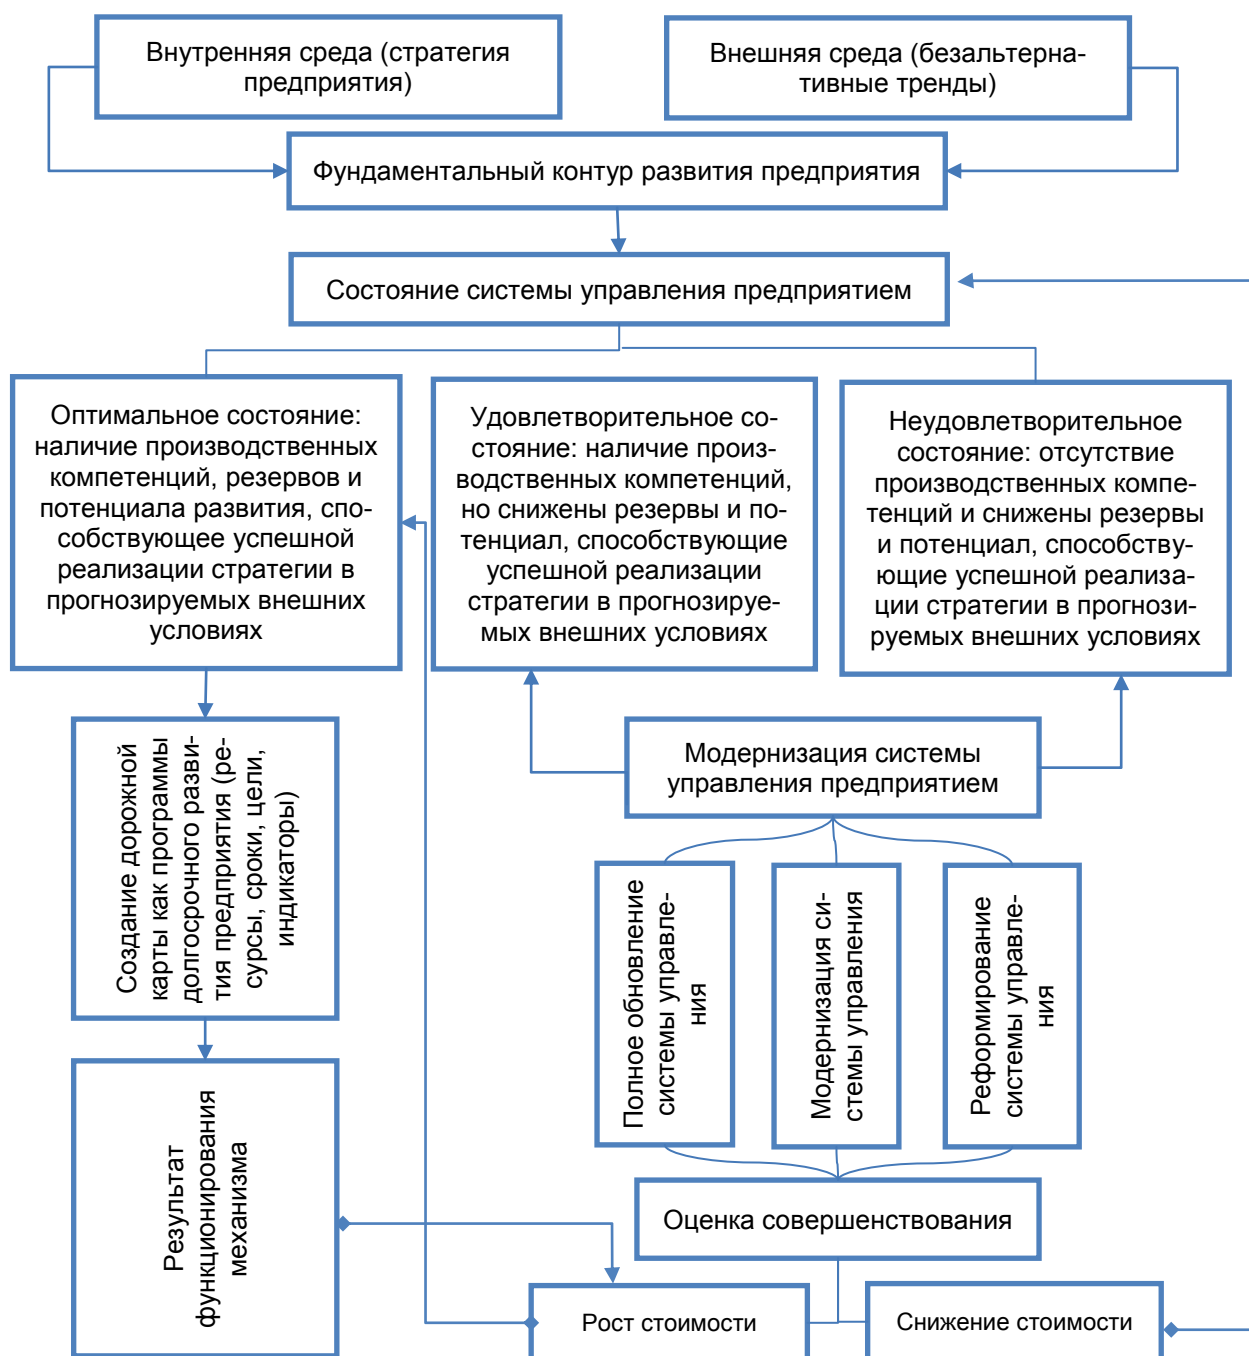 Внутренняя среда (стратегия
предприятия)
Внешняя среда (безальтерна-
тивные тренды)
Фундаментальный контур развития предприятия
Состояние системы управления предприятием
Оптимальное состояние:
наличие производственных
компетенций, резервов и
потенциала развития, спо-
собствующее успешной
реализации стратегии в
прогнозируемых внешних
условиях
Удовлетворительное со-
стояние: наличие произ-
водственных компетенций,
но снижены резервы и по-
тенциал, способствующие
успешной реализации
стратегии в прогнозируе-
мых внешних условиях
Неудовлетворительное
состояние: отсутствие
производственных компе-
тенций и снижены резервы
и потенциал, способству-
ющие успешной реализа-
ции стратегии в прогнози-
руемых внешних условиях
Создание дорожной
карты как программы
долгосрочного разви-
тия предприятия (ре-
сурсы, сроки, цели,
индикаторы)
Модернизация системы
управления предприятием
Полное обновление
системы управле-
ния
Модернизация си-
стемы управления
Реформирование
системы управле-
ния
Результат
функционирования
механизма
Оценка совершенствования
Рост стоимости
Снижение стоимости